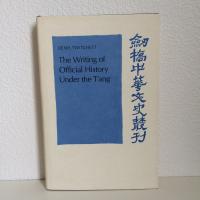 DENIS TWITCHETT
The Writing of
Official History
Under the T'ang
劍橋中華文史叢刊